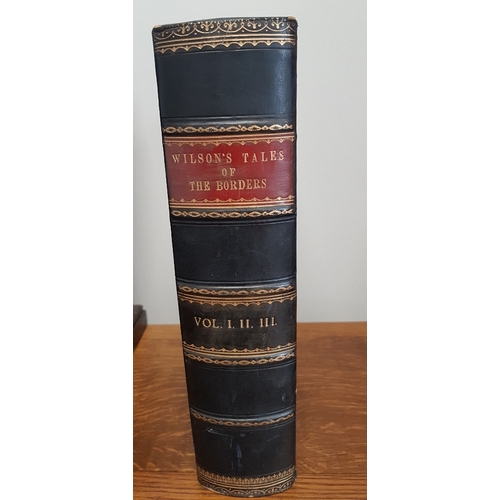 WILSON'S TALES
OF
THE BORDERS
VOL. I. II. III.